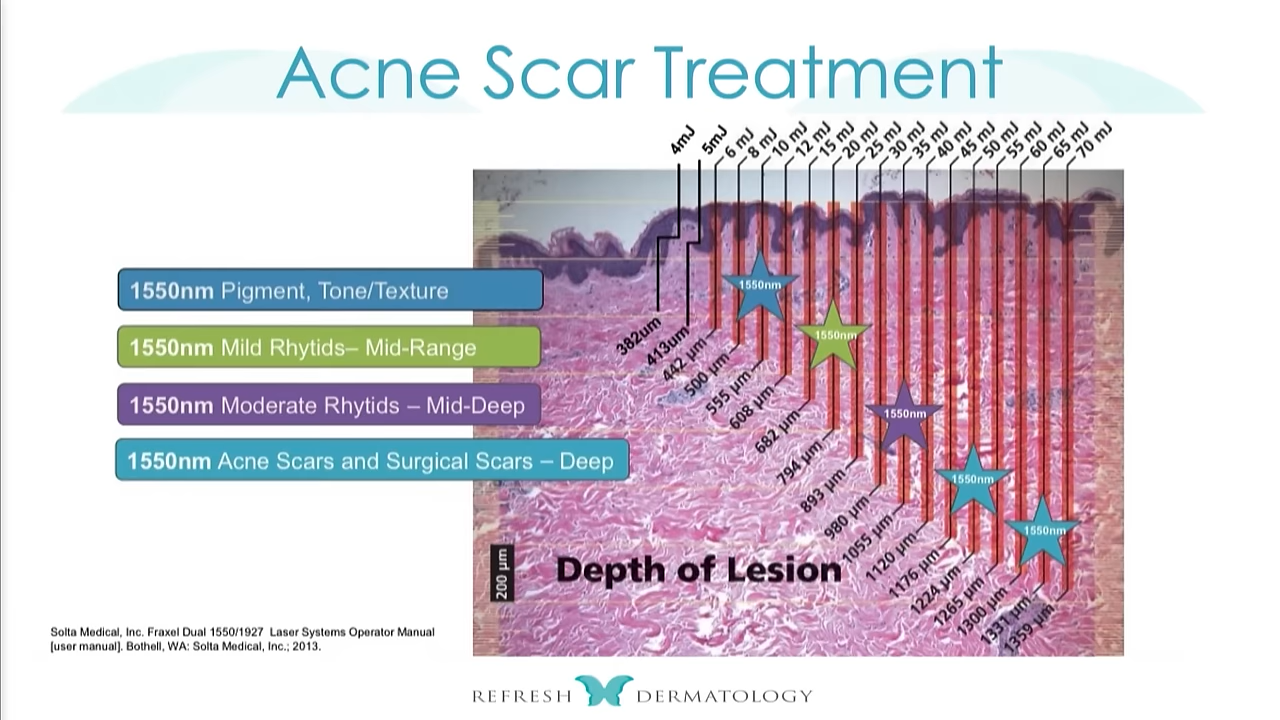 Acne Scar Treatment
4mJ
5mJ
6 mJ
8 mJ
10 mJ
12 mJ
15 mJ
20 mJ
25 mJ
30 mJ
35 mJ
40 mJ
45 mJ
50 mJ
55 mJ
60 mJ
65 mJ
70 mJ
1550nm Pigment, Tone/Texture
1550nm Mild Rhytids– Mid-Range
1550nm Moderate Rhytids – Mid-Deep
1550nm Acne Scars and Surgical Scars – Deep
1550nm
1550nm
1550nm
1550nm
1550nm
382um
413um
442 µm
500 µm
555 µm
608 µm
682 µm
794 µm
893 µm
980 µm
1055 µm
1120 µm
1176 µm
1224 µm
1265 µm
1300 µm
1331 µm
1359 µm
200 µm
Depth of Lesion
Solta Medical, Inc. Fraxel Dual 1550/1927 Laser Systems Operator Manual
[user manual]. Bothell, WA: Solta Medical, Inc.; 2013.
REFRESH DERMATOLOGY